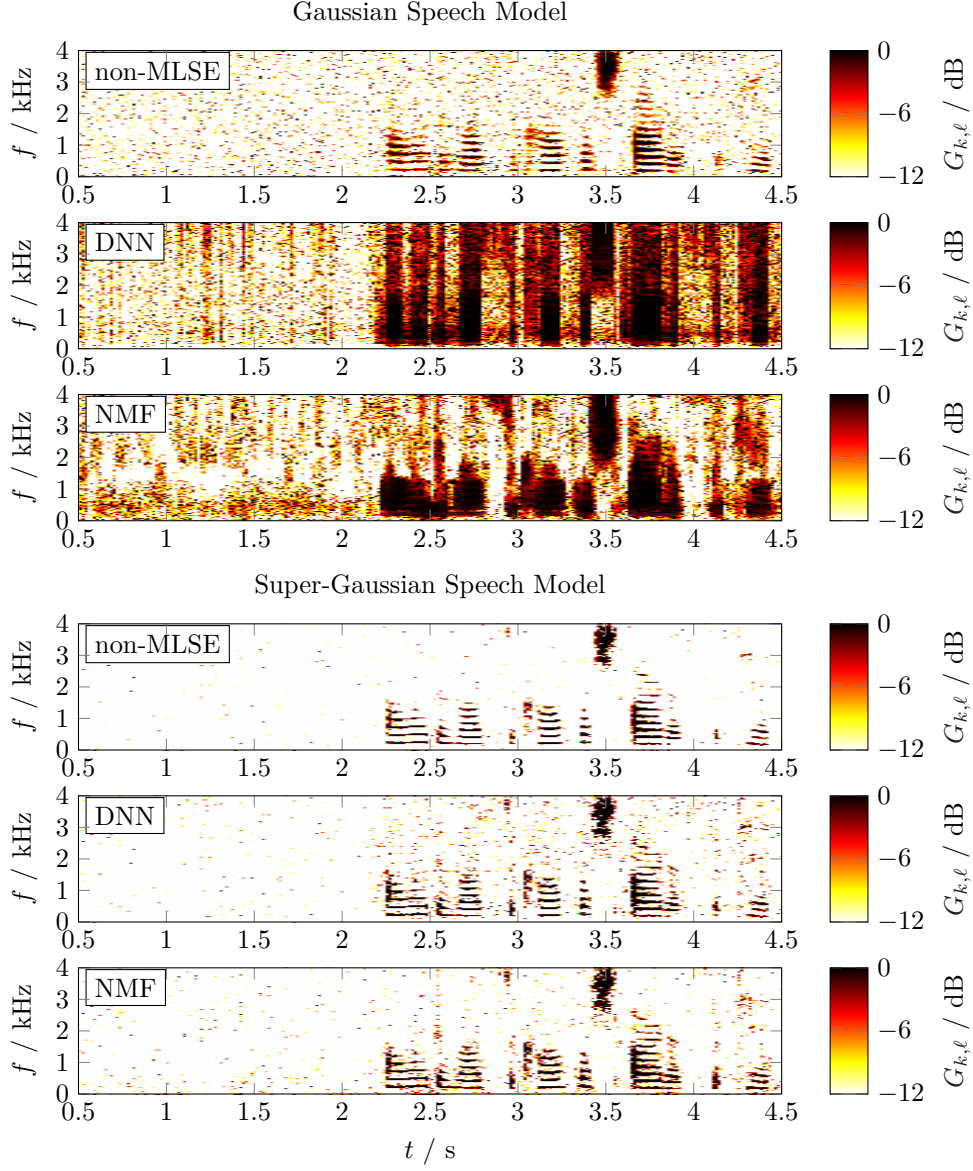 Gaussian Speech Model
4
3
2
1
0
f / kHz
non-MLSE
0.5 1 1.5 2 2.5 3 3.5 4 4.5
0
−6
−12
G_{k,ℓ} / dB
4
3
2
1
0
f / kHz
DNN
0.5 1 1.5 2 2.5 3 3.5 4 4.5
0
−6
−12
G_{k,ℓ} / dB
4
3
2
1
0
f / kHz
NMF
0.5 1 1.5 2 2.5 3 3.5 4 4.5
0
−6
−12
G_{k,ℓ} / dB
Super-Gaussian Speech Model
4
3
2
1
0
f / kHz
non-MLSE
0.5 1 1.5 2 2.5 3 3.5 4 4.5
0
−6
−12
G_{k,ℓ} / dB
4
3
2
1
0
f / kHz
DNN
0.5 1 1.5 2 2.5 3 3.5 4 4.5
0
−6
−12
G_{k,ℓ} / dB
4
3
2
1
0
f / kHz
NMF
0.5 1 1.5 2 2.5 3 3.5 4 4.5
0
−6
−12
G_{k,ℓ} / dB
t / s